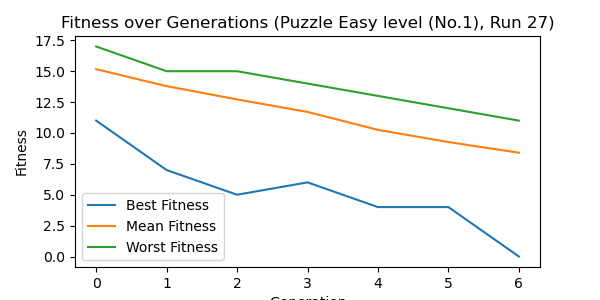 Fitness over Generations (Puzzle Easy level (No.1), Run 27)
17.5
15.0
12.5
10.0
7.5
5.0
2.5
0.0
Fitness
Best Fitness
Mean Fitness
Worst Fitness
0 1 2 3 4 5 6
Generation